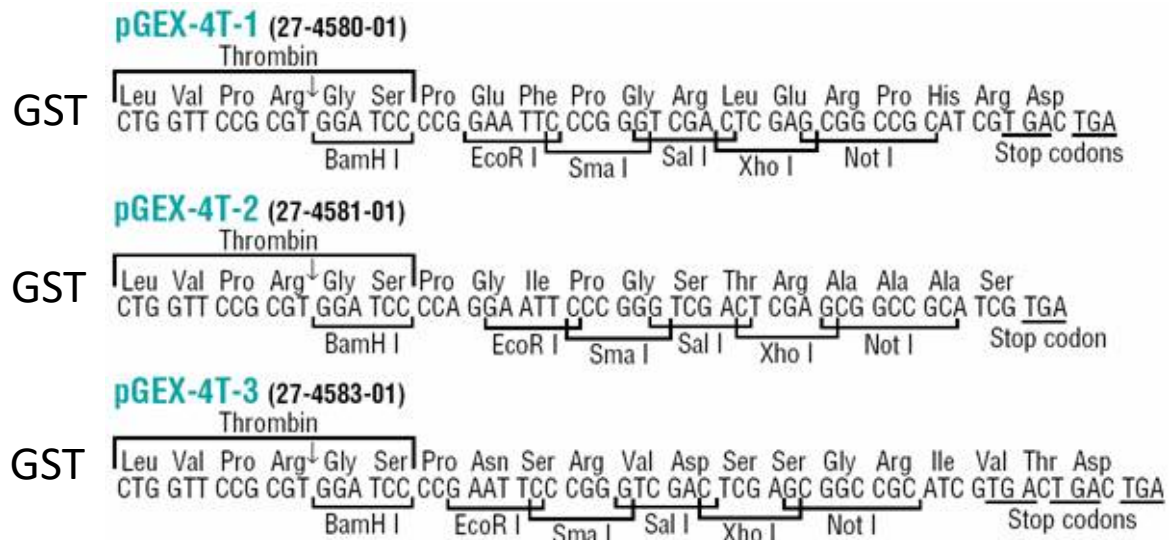 pGEX-4T-1 (27-4580-01)
Thrombin
GST
Leu Val Pro Arg↓Gly Ser Pro Glu Phe Pro Gly Arg Leu Glu Arg Pro His Arg Asp
CTG GTT CCG CGT GGA TCC CCG GAA TTC CCG GGT CGA CTC GAG CGG CCG CAT CGT GAC TGA
BamH I EcoR I Sma I Sal I Xho I Not I Stop codons
pGEX-4T-2 (27-4581-01)
Thrombin
GST
Leu Val Pro Arg↓Gly Ser Pro Gly Ile Pro Gly Ser Thr Arg Ala Ala Ala Ser
CTG GTT CCG CGT GGA TCC CCA GGA ATT CCC GGG TCG ACT CGA GCG GCC GCA TCG TGA
BamH I EcoR I Sma I Sal I Xho I Not I Stop codon
pGEX-4T-3 (27-4583-01)
Thrombin
GST
Leu Val Pro Arg↓Gly Ser Pro Asn Ser Arg Val Asp Ser Ser Gly Arg Ile Val Thr Asp
CTG GTT CCG CGT GGA TCC CCG AAT TCC CGG GTC GAC TCG AGC GGC CGC ATC GTG ACT GAC TGA
BamH I EcoR I Sma I Sal I Xho I Not I Stop codons